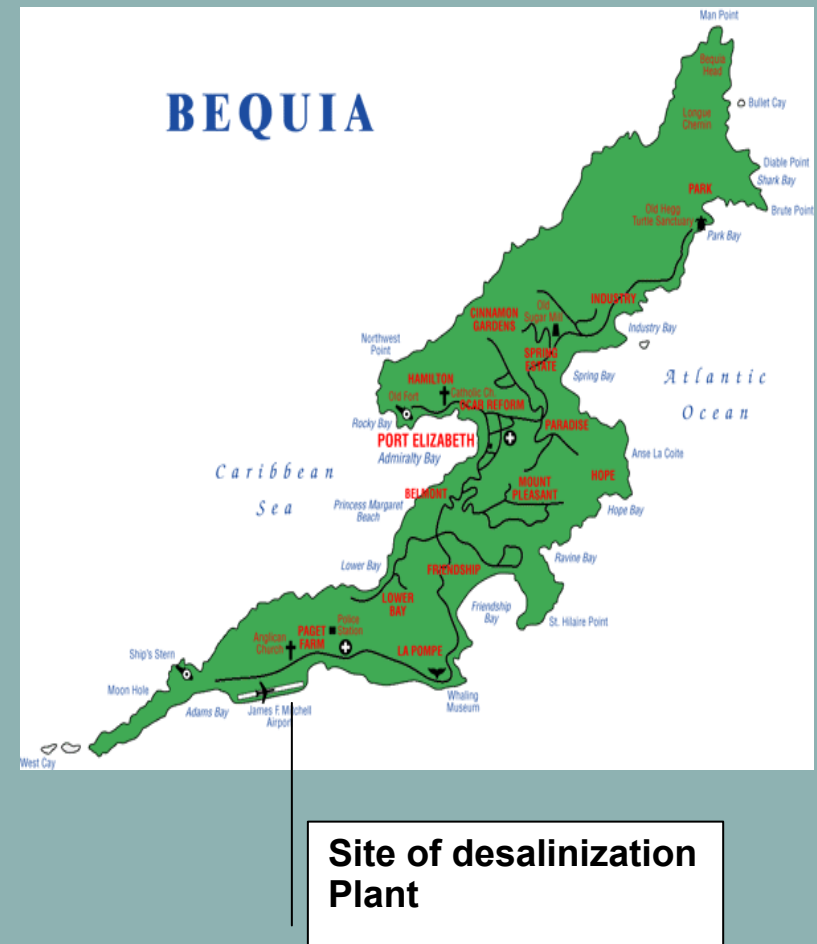 Man Point
BEQUIA
Bequia
Head
Bullet Cay
Longue
Chemin
Diable Point
Shark Bay
PARK
Brute Point
Old Hegg
Turtle Sanctuary
Park Bay
INDUSTRY
Old
Sugar Mill
CINNAMON
GARDENS
Industry Bay
Northwest
Point
SPRING
ESTATE
Spring Bay
Atlantic
Ocean
HAMILTON
Catholic Ch.
Old Fort
OCAR REFORM
Rocky Bay
PARADISE
PORT ELIZABETH
Admiralty Bay
Anse La Coite
Caribbean
Sea
HOPE
MOUNT
PLEASANT
BELMONT
Princess Margaret
Beach
Hope Bay
Ravine Bay
Lower Bay
FRIENDSHIP
LOWER
BAY
Friendship
Bay
St. Hilaire Point
Police
Station
PAGET
FARM
Anglican
Church
LA POMPE
Ship's Stern
Moon Hole
Whaling
Museum
Adams Bay
James F. Mitchell
Airport
West Cay
Site of desalinization
Plant